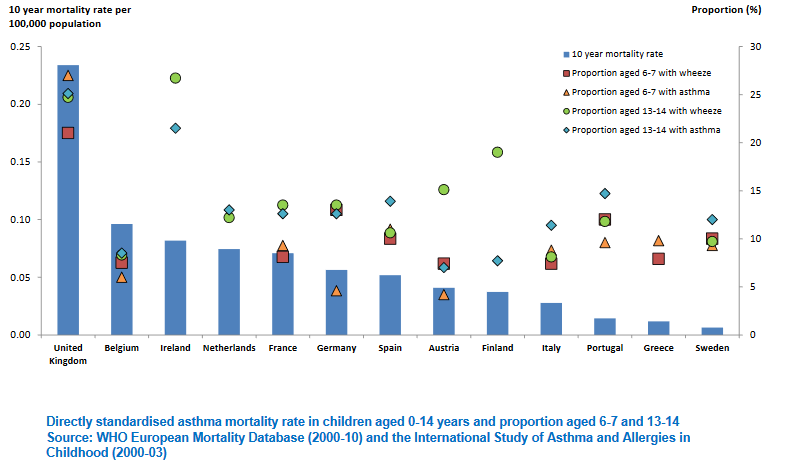 10 year mortality rate per
100,000 population
Proportion (%)
0.25
0.20
0.15
0.10
0.05
0.00
30
25
20
15
10
5
0
10 year mortality rate
Proportion aged 6-7 with wheeze
Proportion aged 6-7 with asthma
Proportion aged 13-14 with wheeze
Proportion aged 13-14 with asthma
United Kingdom
Belgium
Ireland
Netherlands
France
Germany
Spain
Austria
Finland
Italy
Portugal
Greece
Sweden
Directly standardised asthma mortality rate in children aged 0-14 years and proportion aged 6-7 and 13-14
Source: WHO European Mortality Database (2000-10) and the International Study of Asthma and Allergies in
Childhood (2000-03)